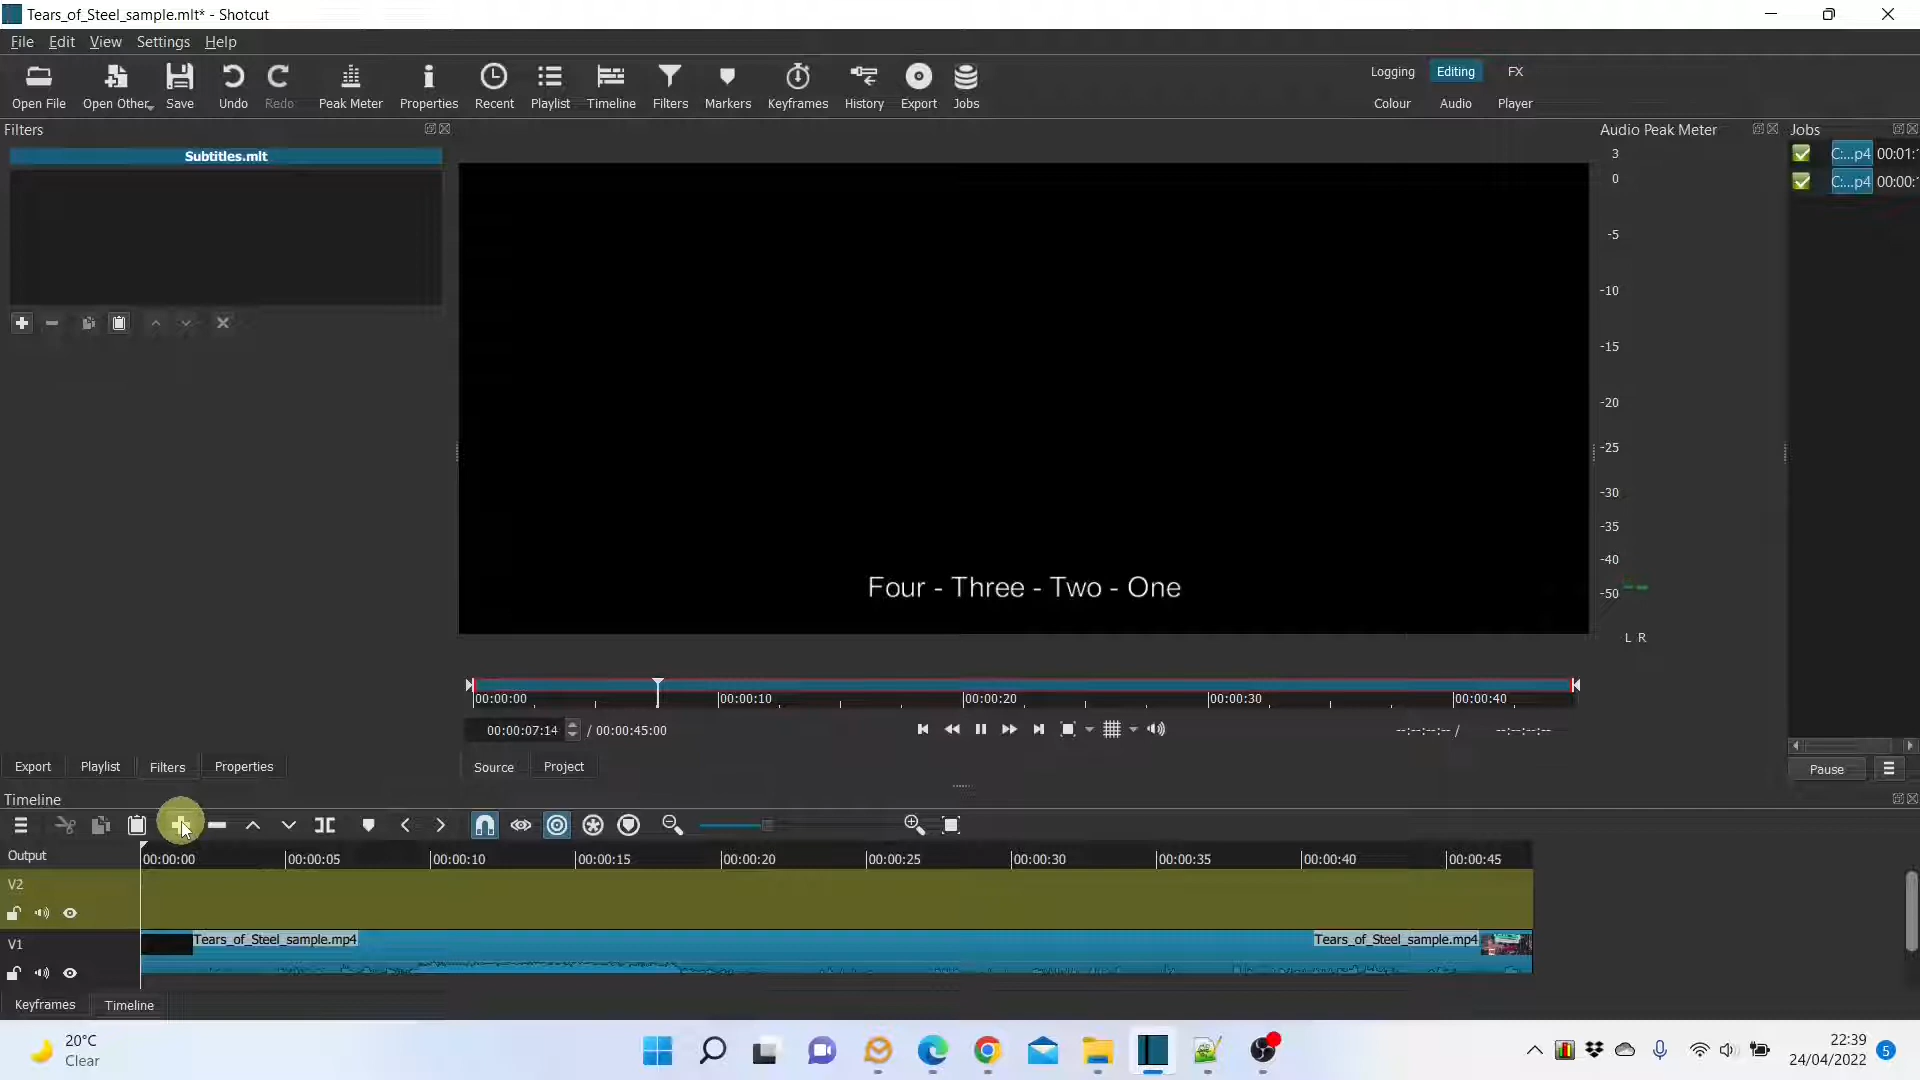 Tears_of_Steel_sample.mlt* - Shotcut
File Edit View Settings Help
Open File Open Other Save Undo Redo Peak Meter Properties Recent Playlist Timeline Filters Markers Keyframes History Export Jobs
Logging Editing FX
Colour Audio Player
Filters
Subtitles.mlt
Audio Peak Meter
3
0
-5
-10
-15
-20
-25
-30
-35
-40
-50
L R
Jobs
C:...p4 00:01:
C:...p4 00:00:
Pause
Four - Three - Two - One
00:00:00 00:00:10 00:00:20 00:00:30 00:00:40
00:00:07:14 / 00:00:45:00
--:--:--:-- / --:--:--:--
Export Playlist Filters Properties
Source Project
Timeline
Output
00:00:00 00:00:05 00:00:10 00:00:15 00:00:20 00:00:25 00:00:30 00:00:35 00:00:40 00:00:45
V2
V1
Tears_of_Steel_sample.mp4 Tears_of_Steel_sample.mp4
Keyframes Timeline
20°C
Clear
22:39
24/04/2022
5